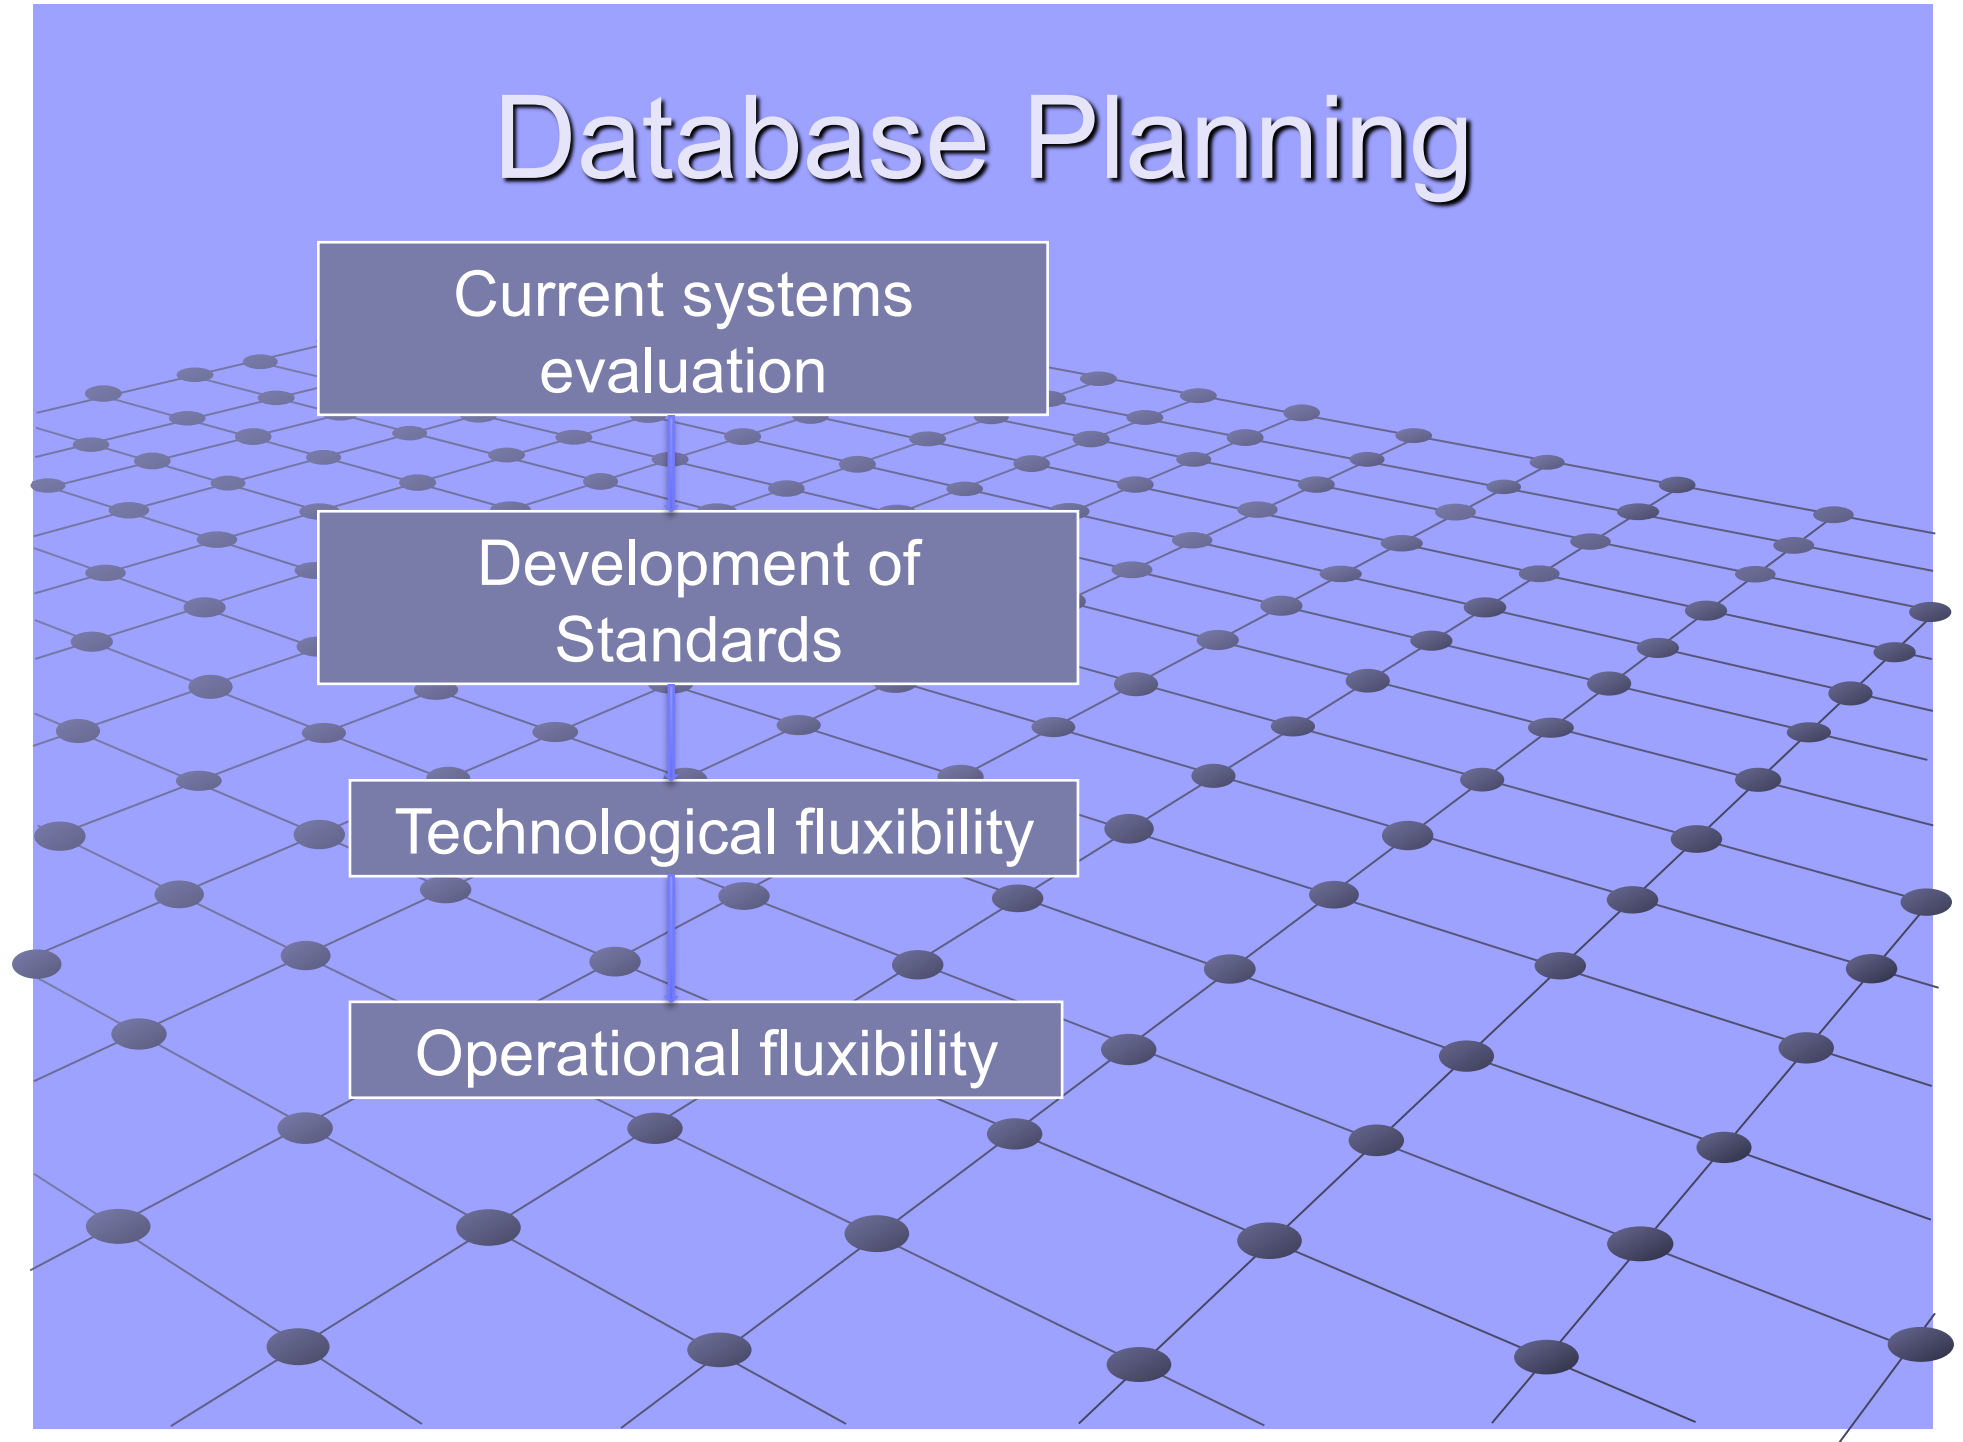 Database Planning
Current systems
evaluation
Development of
Standards
Technological fluxibility
Operational fluxibility